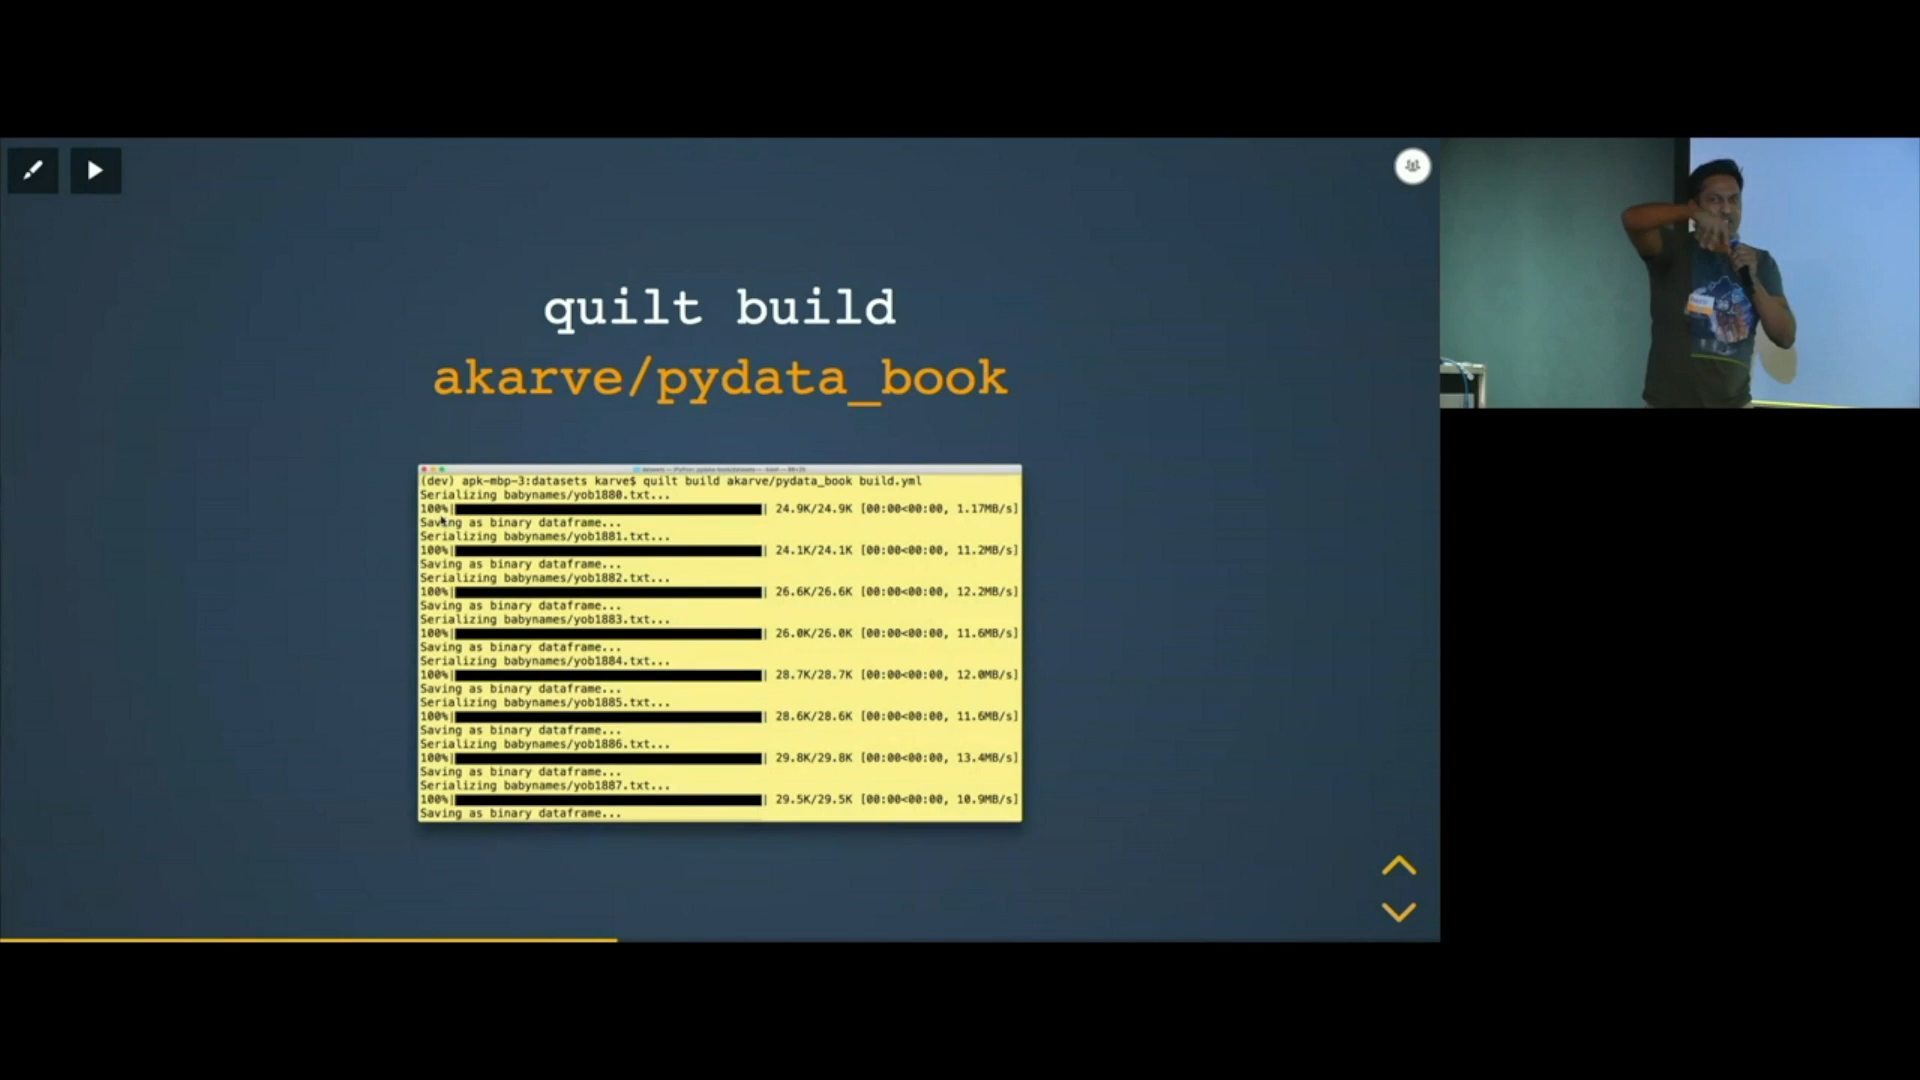 quilt build
akarve/pydata_book
(dev) apk-mbp-3:datasets karve$ quilt build akarve/pydata_book build.yml
Serializing babynames/yob1880.txt...
100%| | 24.9K/24.9K [00:00<00:00, 1.17MB/s]
Saving as binary dataframe...
Serializing babynames/yob1881.txt...
100%| | 24.1K/24.1K [00:00<00:00, 11.2MB/s]
Saving as binary dataframe...
Serializing babynames/yob1882.txt...
100%| | 26.6K/26.6K [00:00<00:00, 12.2MB/s]
Saving as binary dataframe...
Serializing babynames/yob1883.txt...
100%| | 26.0K/26.0K [00:00<00:00, 11.6MB/s]
Saving as binary dataframe...
Serializing babynames/yob1884.txt...
100%| | 28.7K/28.7K [00:00<00:00, 12.0MB/s]
Saving as binary dataframe...
Serializing babynames/yob1885.txt...
100%| | 28.6K/28.6K [00:00<00:00, 11.6MB/s]
Saving as binary dataframe...
Serializing babynames/yob1886.txt...
100%| | 29.8K/29.8K [00:00<00:00, 13.4MB/s]
Saving as binary dataframe...
Serializing babynames/yob1887.txt...
100%| | 29.5K/29.5K [00:00<00:00, 10.9MB/s]
Saving as binary dataframe...